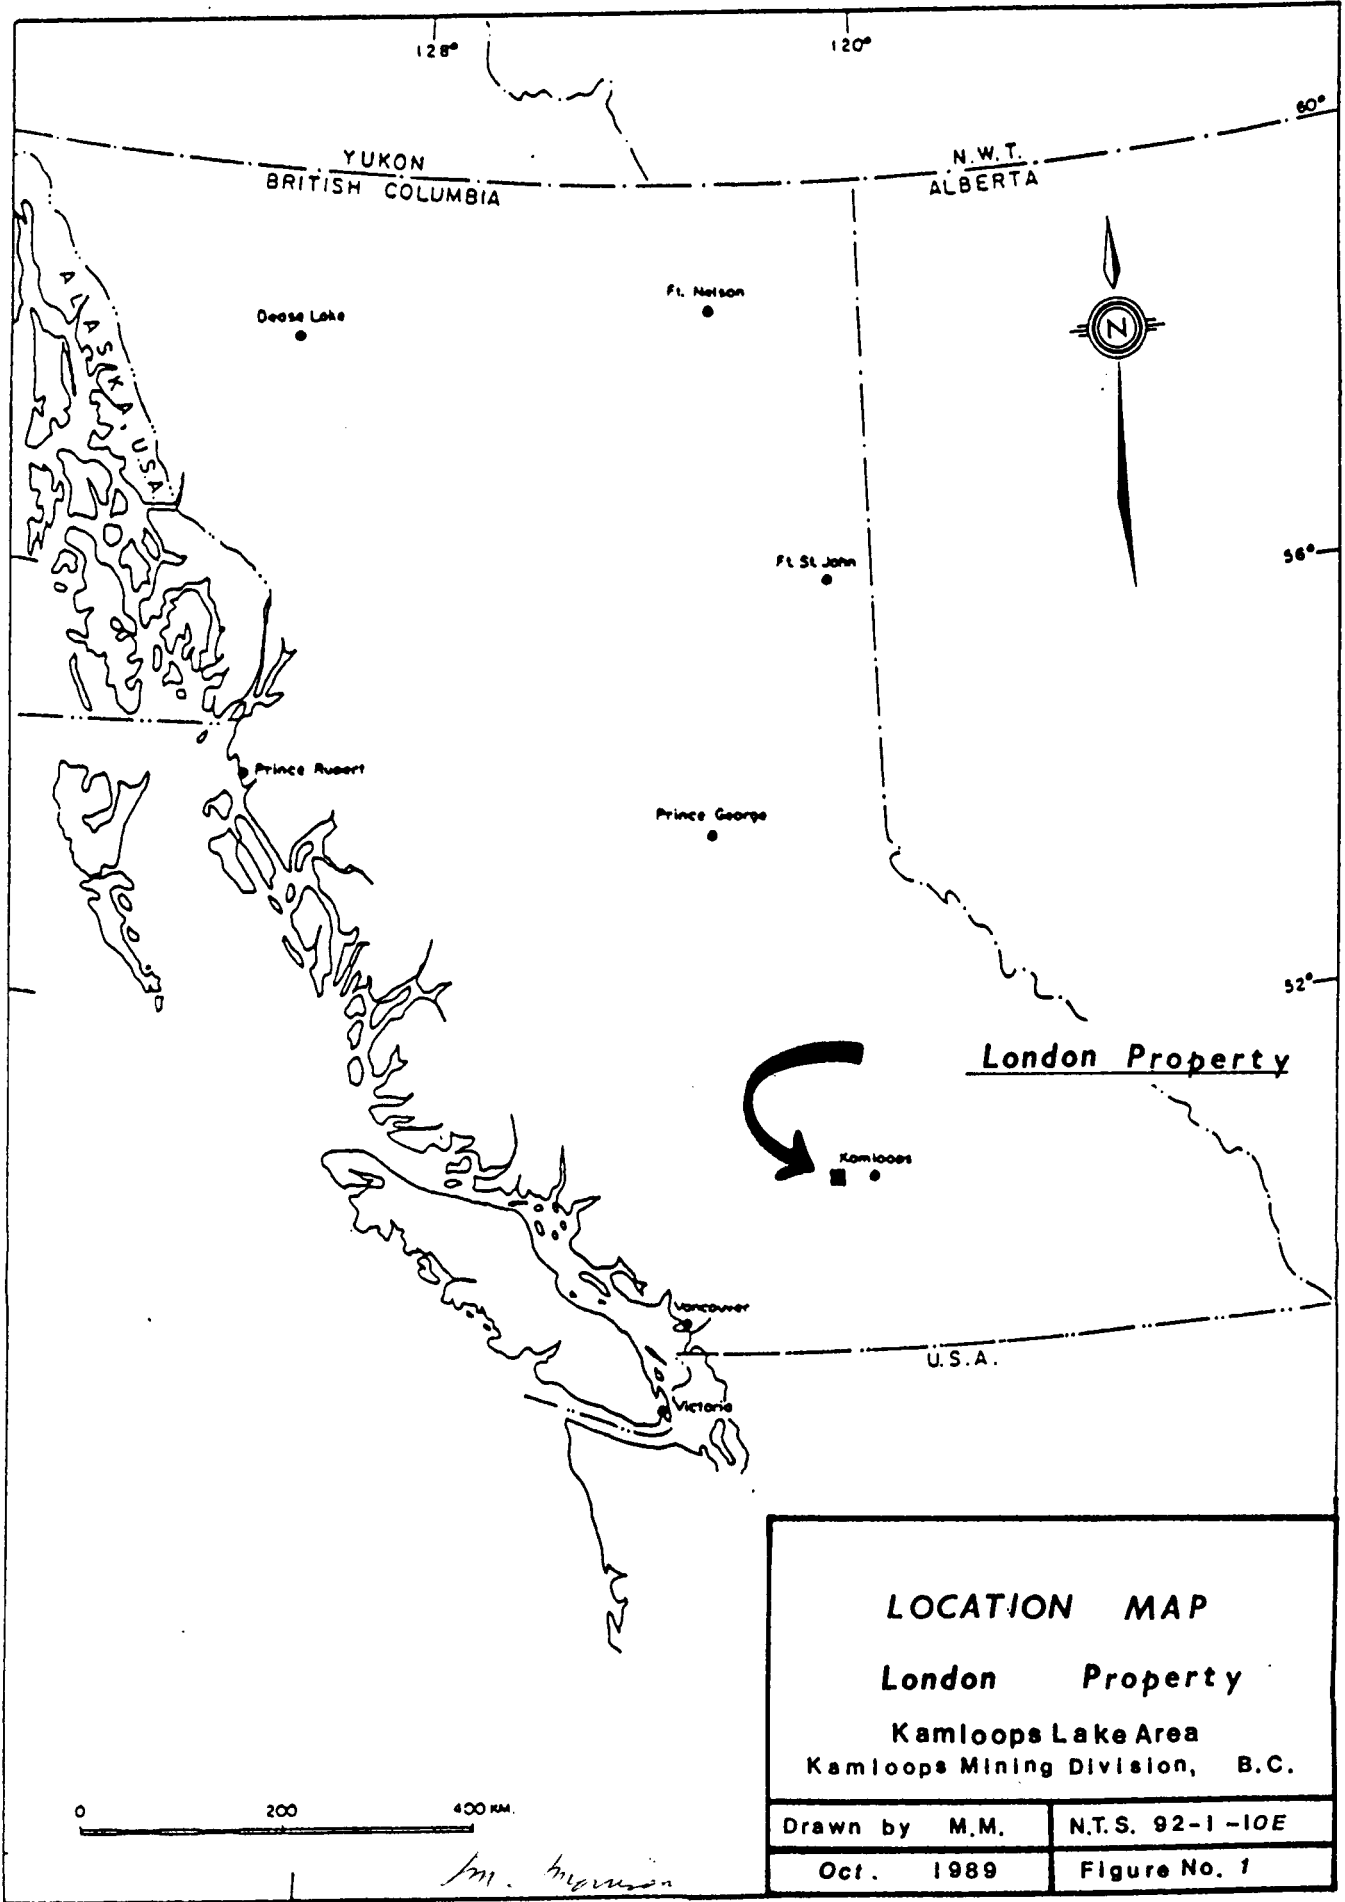 128°
120°
60°
YUKON
N.W.T.
BRITISH COLUMBIA
ALBERTA
ALASKA, USA
Dease Lake
Ft. Nelson
N
Ft St John
56°
Prince Rupert
Prince George
52°
London Property
Kamloops
Vancouver
U.S.A.
Victoria
LOCATION MAP
London Property
Kamloops Lake Area
Kamloops Mining Division, B.C.
0 200 400 KM.
Drawn by M.M.
N.T.S. 92-1-10E
Oct. 1989
Figure No. 1